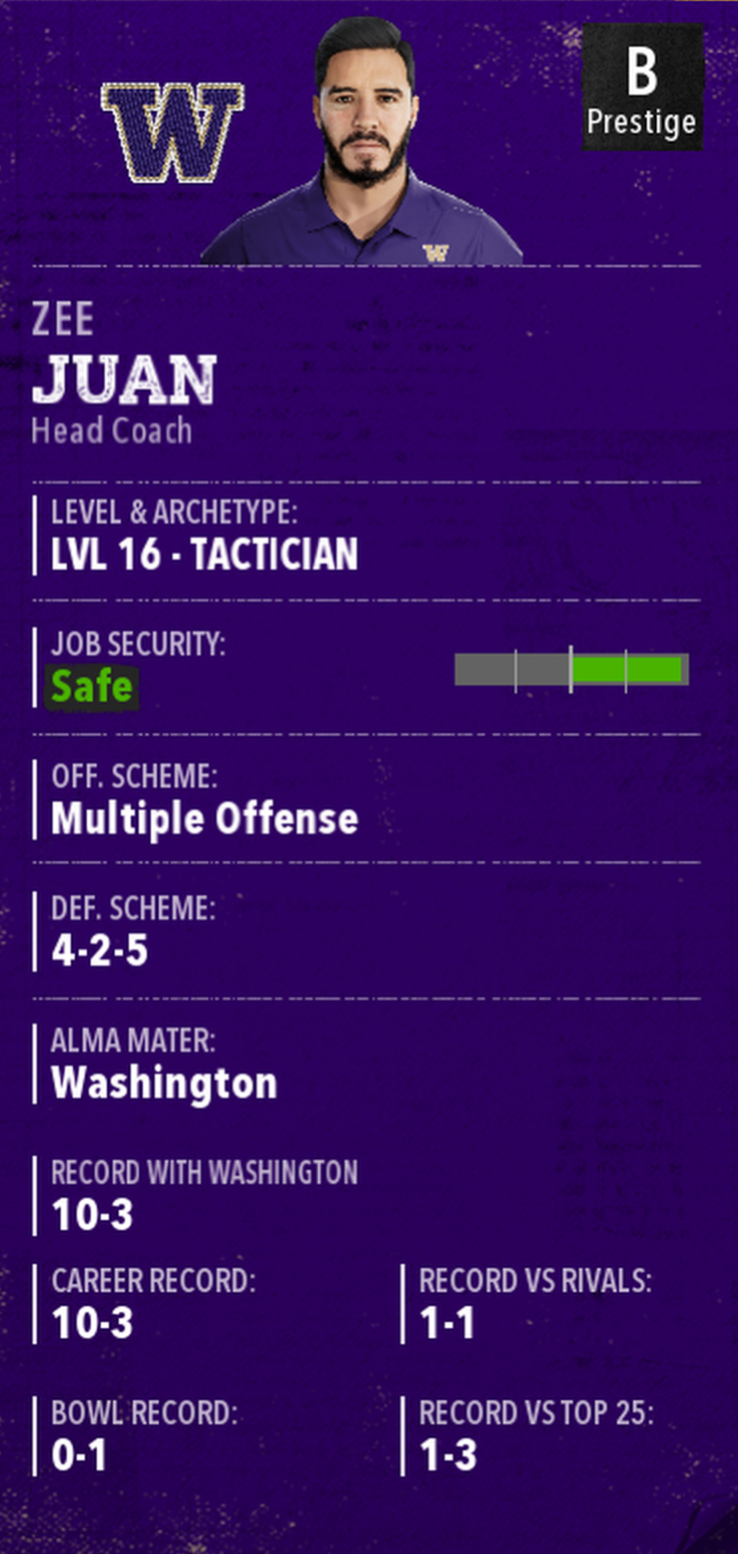 W
B
Prestige
W
ZEE
JUAN
Head Coach
LEVEL & ARCHETYPE:
LVL 16 - TACTICIAN
JOB SECURITY:
Safe
OFF. SCHEME:
Multiple Offense
DEF. SCHEME:
4-2-5
ALMA MATER:
Washington
RECORD WITH WASHINGTON
10-3
CAREER RECORD:
10-3
RECORD VS RIVALS:
1-1
BOWL RECORD:
0-1
RECORD VS TOP 25:
1-3